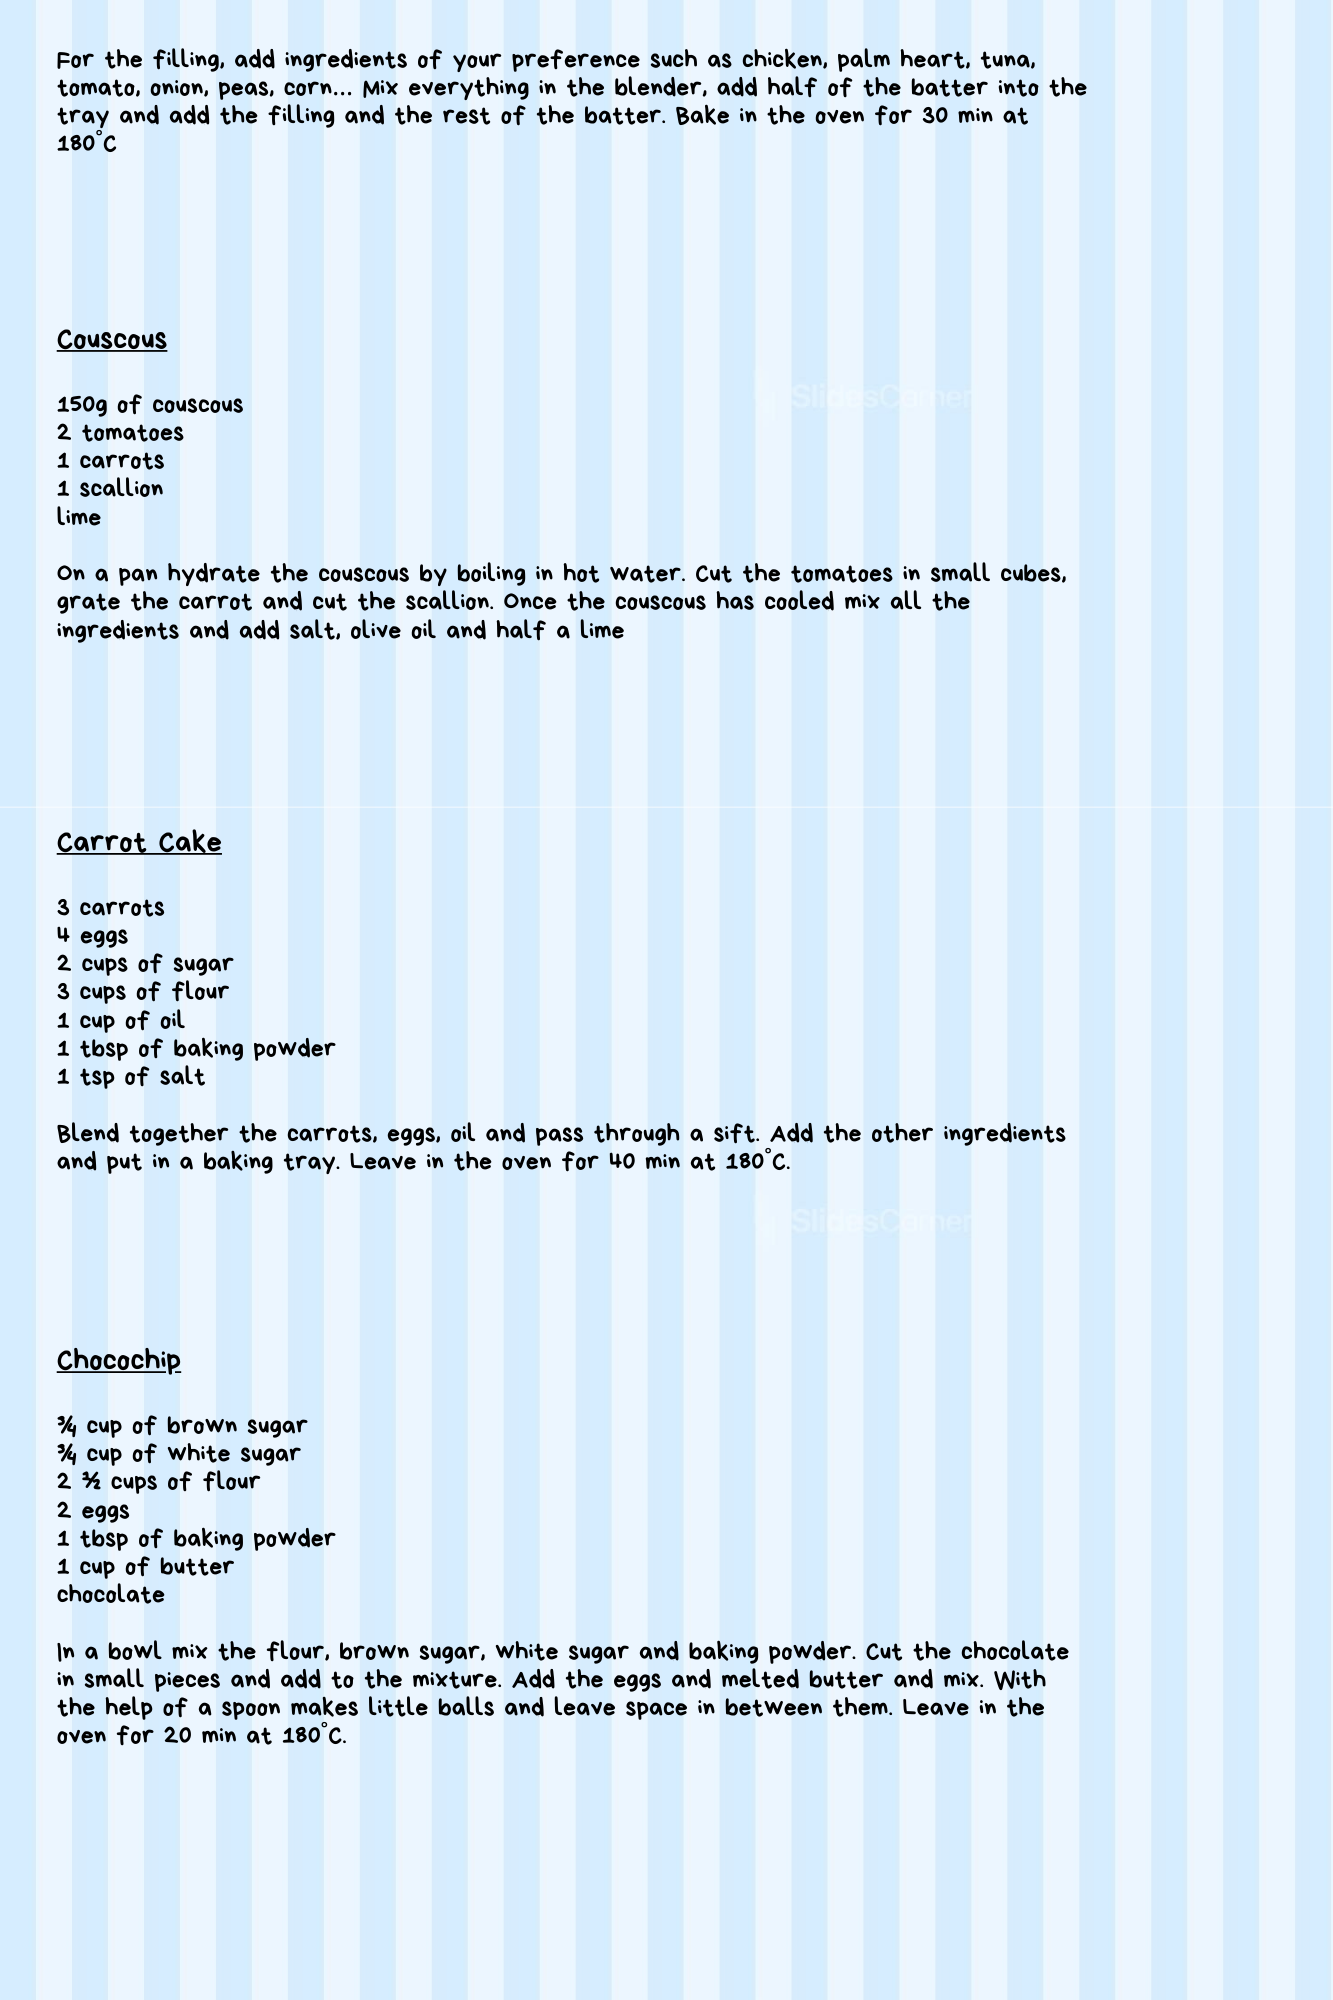 For the filling, add ingredients of your preference such as chicken, palm heart, tuna,
tomato, onion, peas, corn... Mix everything in the blender, add half of the batter into the
tray and add the filling and the rest of the batter. Bake in the oven for 30 min at
180°C
Couscous
SlidesCorner
150g of couscous
2 tomatoes
1 carrots
1 scallion
lime
On a pan hydrate the couscous by boiling in hot water. Cut the tomatoes in small cubes,
grate the carrot and cut the scallion. Once the couscous has cooled mix all the
ingredients and add salt, olive oil and half a lime
Carrot Cake
3 carrots
4 eggs
2 cups of sugar
3 cups of flour
1 cup of oil
1 tbsp of baking powder
1 tsp of salt
Blend together the carrots, eggs, oil and pass through a sift. Add the other ingredients
and put in a baking tray. Leave in the oven for 40 min at 180°C.
SlidesCorner
Chocochip
¾ cup of brown sugar
¾ cup of white sugar
2 3/2 cups of flour
2 eggs
1 tbsp of baking powder
1 cup of butter
chocolate
In a bowl mix the flour, brown sugar, white sugar and baking powder. Cut the chocolate
in small pieces and add to the mixture. Add the eggs and melted butter and mix. With
the help of a spoon makes little balls and leave space in between them. Leave in the
oven for 20 min at 180°C.